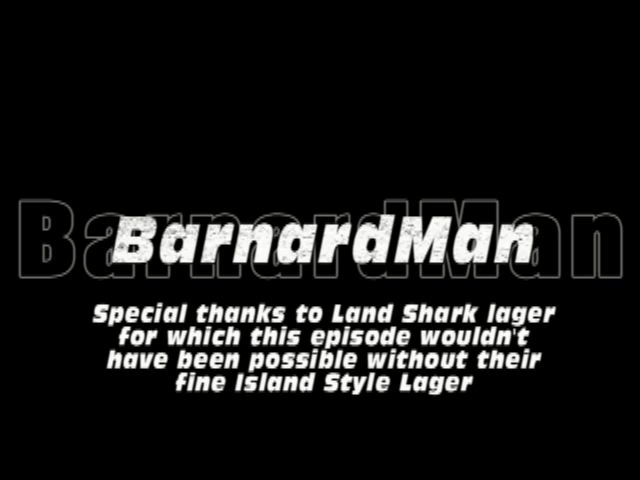 BarnardMan
BarnardMan
Special thanks to Land Shark lager
for which this episode wouldn't
have been possible without their
fine Island Style Lager